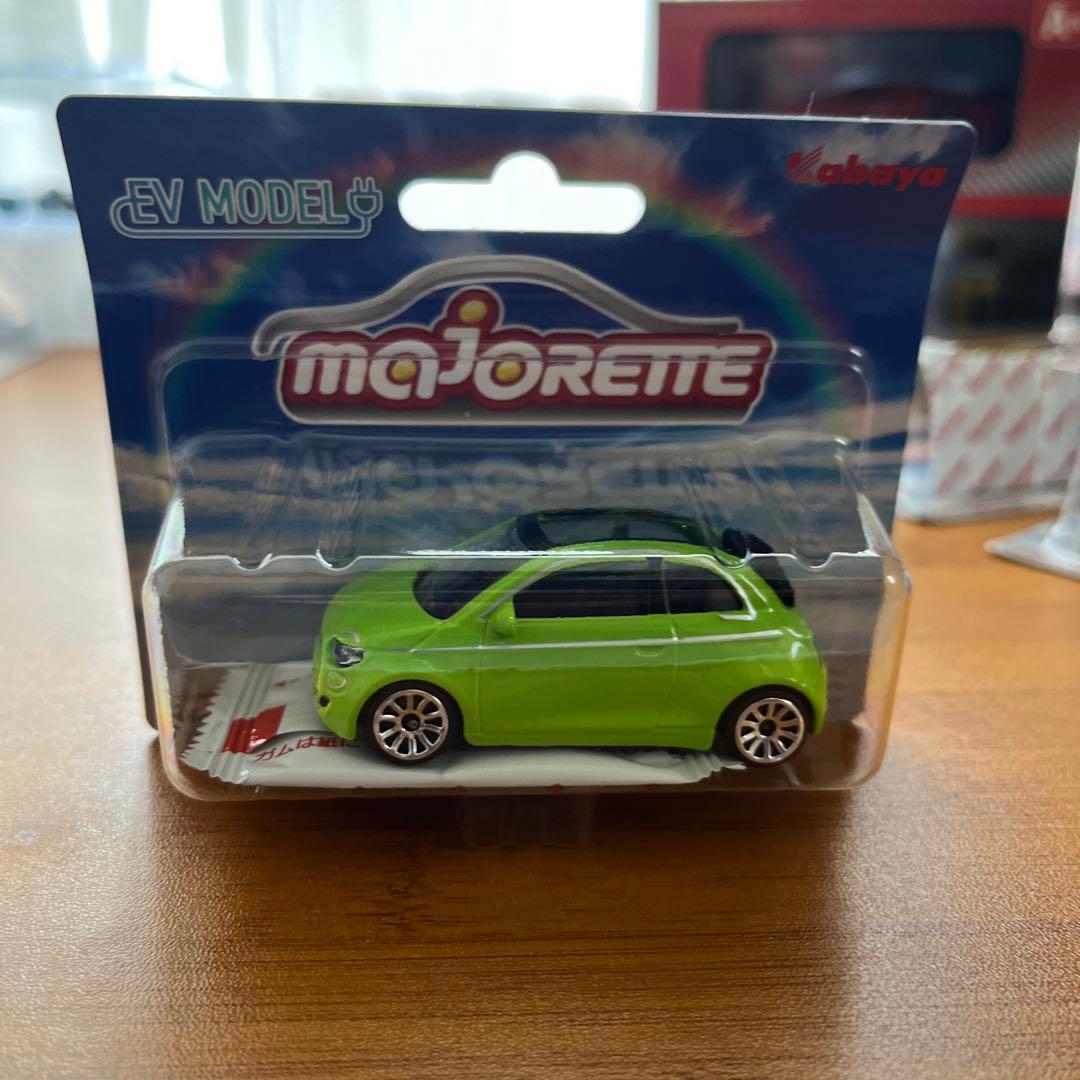 EV MODEL
Kabaya
majORETTE
ガムは紙に